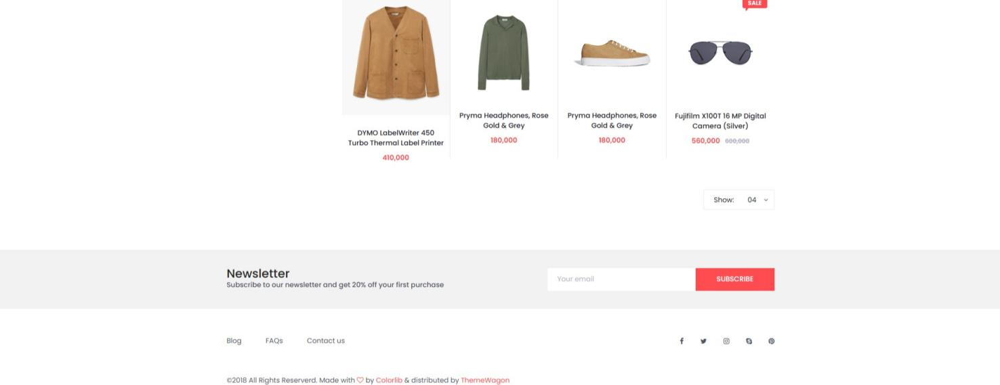 SALE
DYMO LabelWriter 450
Turbo Thermal Label Printer
410,000
Pryma Headphones, Rose
Gold & Grey
180,000
Pryma Headphones, Rose
Gold & Grey
180,000
Fujifilm X100T 16 MP Digital
Camera (Silver)
560,000 600,000
Show: 04
Newsletter
Subscribe to our newsletter and get 20% off your first purchase
Your email
SUBSCRIBE
Blog FAQs Contact us
©2018 All Rights Reserverd. Made with ♡ by Colorlib & distributed by ThemeWagon